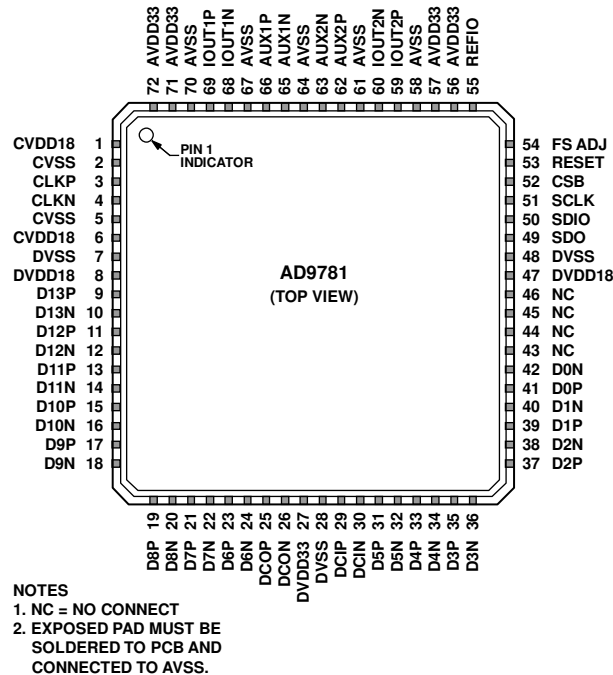 72 AVDD33
71 AVDD33
70 AVSS
69 IOUT1P
68 IOUT1N
67 AVSS
66 AUX1P
65 AUX1N
64 AVSS
63 AUX2N
62 AUX2P
61 AVSS
60 IOUT2N
59 IOUT2P
58 AVSS
57 AVDD33
56 AVDD33
55 REFIO
CVDD18 1
CVSS 2
CLKP 3
CLKN 4
CVSS 5
CVDD18 6
DVSS 7
DVDD18 8
D13P 9
D13N 10
D12P 11
D12N 12
D11P 13
D11N 14
D10P 15
D10N 16
D9P 17
D9N 18
PIN 1
INDICATOR
AD9781
(TOP VIEW)
54 FS ADJ
53 RESET
52 CSB
51 SCLK
50 SDIO
49 SDO
48 DVSS
47 DVDD18
46 NC
45 NC
44 NC
43 NC
42 D0N
41 D0P
40 D1N
39 D1P
38 D2N
37 D2P
D8P 19
D8N 20
D7P 21
D7N 22
D6P 23
D6N 24
DCOP 25
DCON 26
DVDD33 27
DVSS 28
DCIP 29
DCIN 30
D5P 31
D5N 32
D4P 33
D4N 34
D3P 35
D3N 36
NOTES
1. NC = NO CONNECT
2. EXPOSED PAD MUST BE
SOLDERED TO PCB AND
CONNECTED TO AVSS.